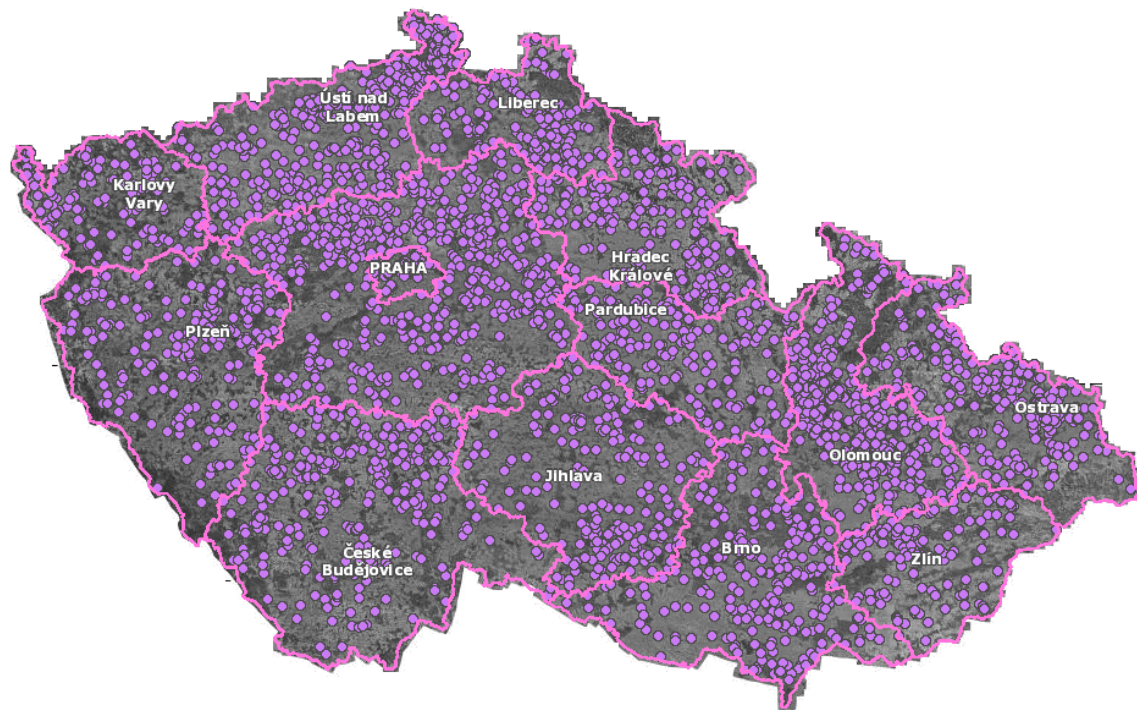 Ústí nad
Labem
Liberec
Karlovy
Vary
PRAHA
Hradec
Králové
Pardubice
Plzeň
Ostrava
Olomouc
Jihlava
Brno
Zlín
České
Budějovice